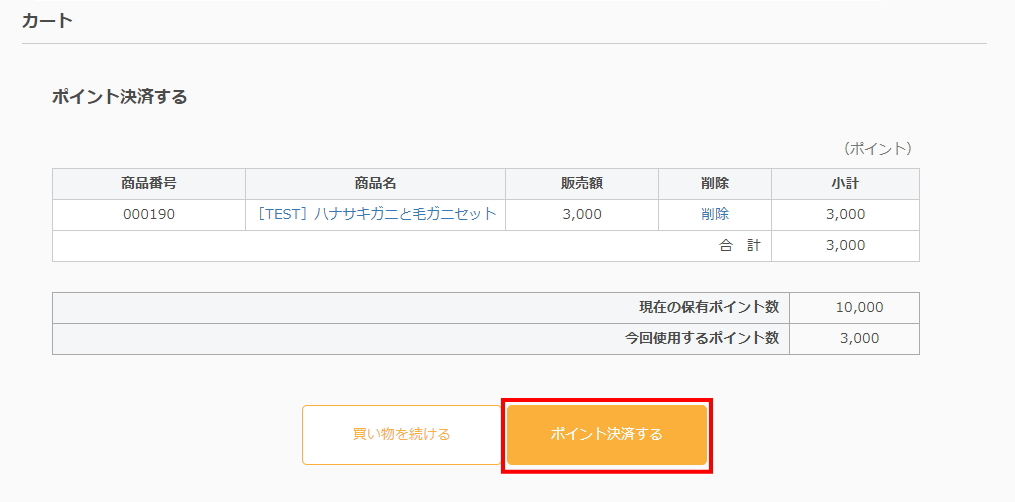 カート
ポイント決済する
（ポイント）
商品番号 商品名 販売額 削除 小計
000190 ［TEST］ハナサキガニと毛ガニセット 3,000 削除 3,000
合　計 3,000
現在の保有ポイント数 10,000
今回使用するポイント数 3,000
買い物を続ける ポイント決済する